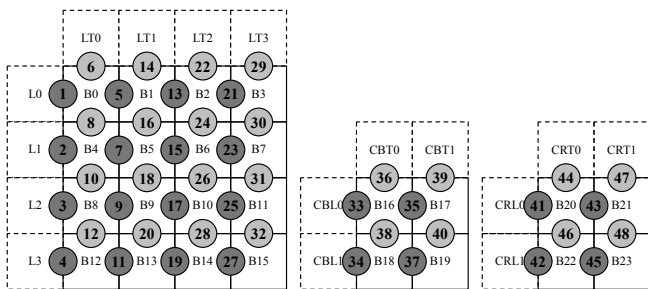 LT0 LT1 LT2 LT3
6 14 22 29
L0 1 B0 5 B1 13 B2 21 B3
8 16 24 30
L1 2 B4 7 B5 15 B6 23 B7 CBT0 CBT1 CRT0 CRT1
10 18 26 31 36 39 44 47
L2 3 B8 9 B9 17 B10 25 B11 CBL0 33 B16 35 B17 CRL0 41 B20 43 B21
12 20 28 32 38 40 46 48
L3 4 B12 11 B13 19 B14 27 B15 CBL1 34 B18 37 B19 CRL1 42 B22 45 B23